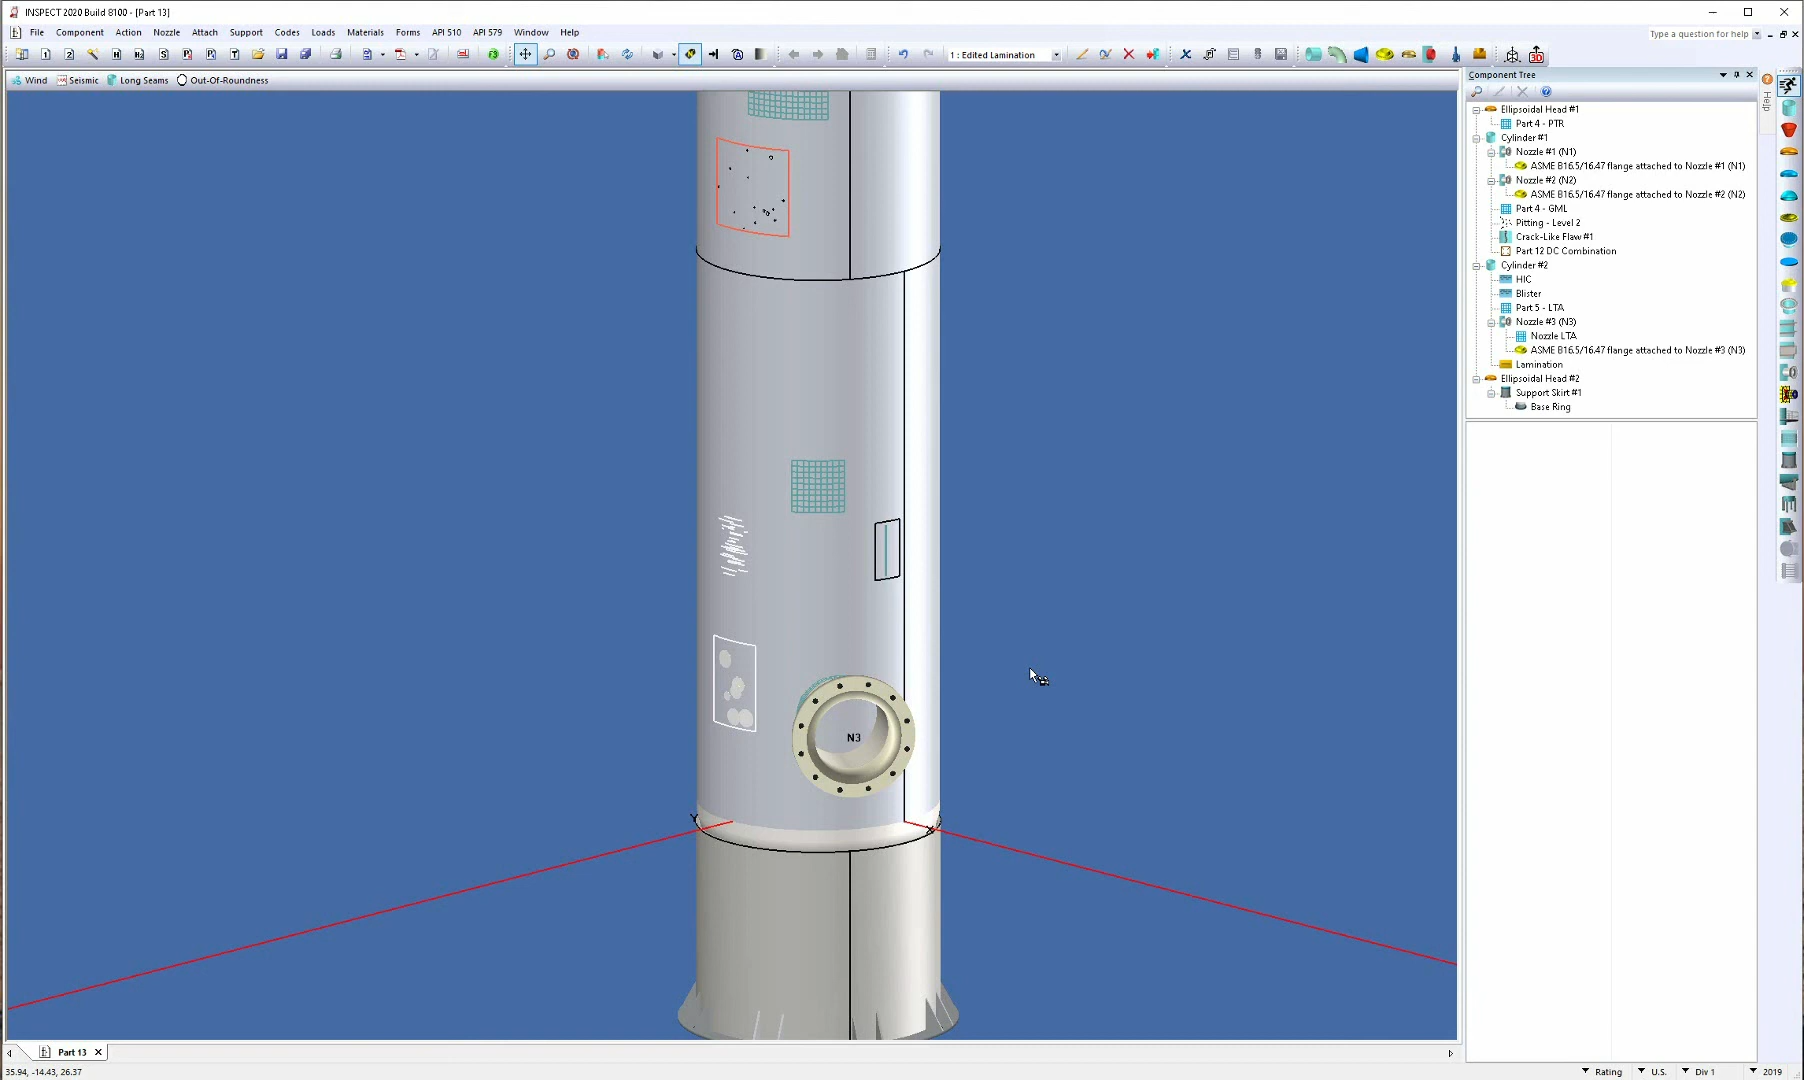 INSPECT 2020 Build 8100 - [Part 13]
File Component Action Nozzle Attach Support Codes Loads Materials Forms API 510 API 579 Window Help
Type a question for help
1 : Edited Lamination
Wind Seismic Long Seams Out-Of-Roundness
Component Tree
Help
Ellipsoidal Head #1
Part 4 - PTR
Cylinder #1
Nozzle #1 (N1)
ASME B16.5/16.47 flange attached to Nozzle #1 (N1)
Nozzle #2 (N2)
ASME B16.5/16.47 flange attached to Nozzle #2 (N2)
Part 4 - GML
Pitting - Level 2
Crack-Like Flaw #1
Part 12 DC Combination
Cylinder #2
HIC
Blister
Part 5 - LTA
Nozzle #3 (N3)
Nozzle LTA
ASME B16.5/16.47 flange attached to Nozzle #3 (N3)
Lamination
Ellipsoidal Head #2
Support Skirt #1
Base Ring
N3
Y
X
Part 13
35.94, -14.43, 26.37
Rating U.S. Div 1 2019